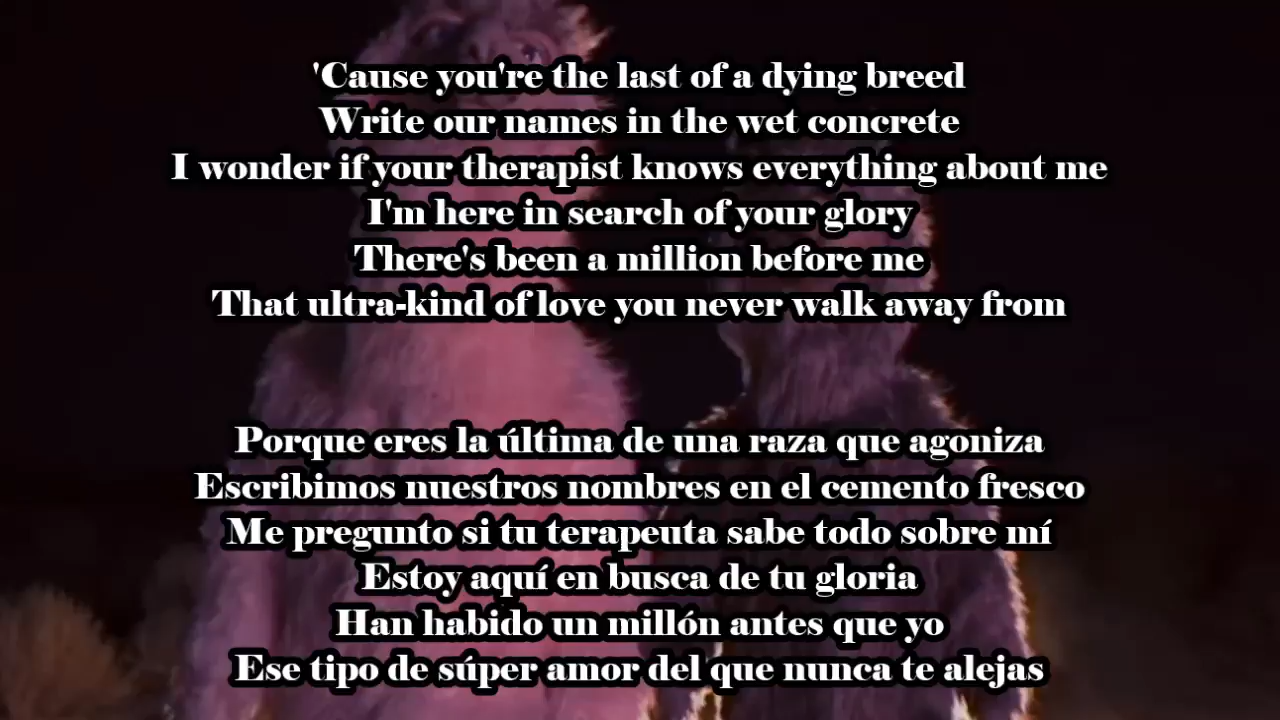 'Cause you're the last of a dying breed
Write our names in the wet concrete
I wonder if your therapist knows everything about me
I'm here in search of your glory
There's been a million before me
That ultra-kind of love you never walk away from
Porque eres la última de una raza que agoniza
Escribimos nuestros nombres en el cemento fresco
Me pregunto si tu terapeuta sabe todo sobre mí
Estoy aquí en busca de tu gloria
Han habido un millón antes que yo
Ese tipo de súper amor del que nunca te alejas